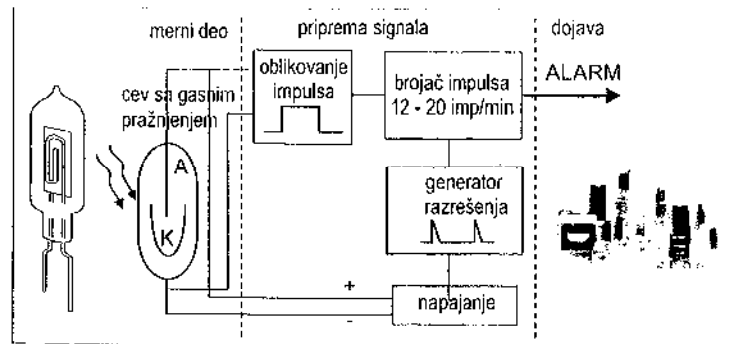 merni deo
priprema signala
dojava
oblikovanje
impulsa
brojač impulsa
12 - 20 imp/min
ALARM
cev sa gasnim
pražnjenjem
A
K
generator
razrešenja
+
-
napajanje